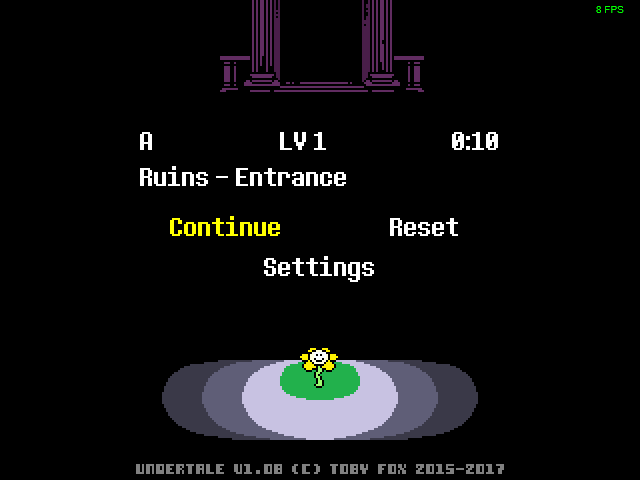 8 FPS
A LV 1 0:10
Ruins - Entrance
Continue Reset
Settings
UNDERTALE V1.08 (C) TOBY FOX 2015-2017